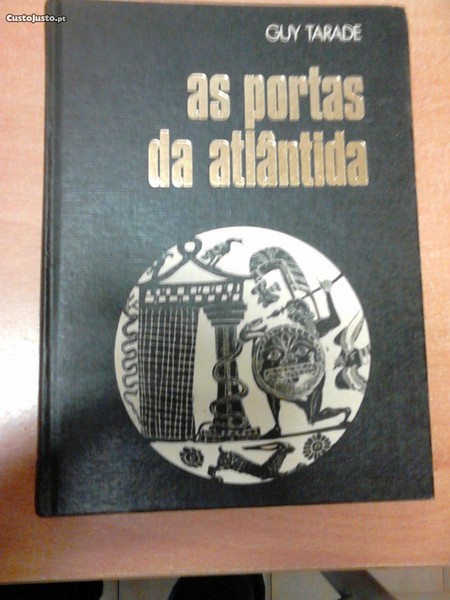 CustoJusto.pt
GUY TARADE
as portas
da atlântida